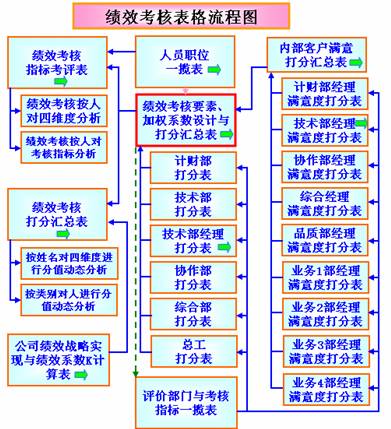 绩效考核表格流程图
绩效考核
指标考评表
绩效考核按人
对四维度分析
绩效考核按人对
考核指标分析
绩效考核
打分汇总表
按姓名对四维度进
行分值动态分析
按类别对人进行分
值动态分析
公司绩效战略实
现与绩效系数K计
算表
人员职位
一揽表
绩效考核要素、
加权系数设计与
打分汇总表
计财部
打分表
技术部
打分表
技术部经理
打分表
协作部
打分表
综合部
打分表
总工
打分表
评价部门与考核
指标一揽表
内部客户满意
打分汇总表
计财部经理
满意度打分表
技术部经理
满意度打分表
协作部经理
满意度打分表
综合经理
满意度打分表
品质部经理
满意度打分表
业务1部经理
满意度打分表
业务2部经理
满意度打分表
业务3部经理
满意度打分表
业务4部经理
满意度打分表